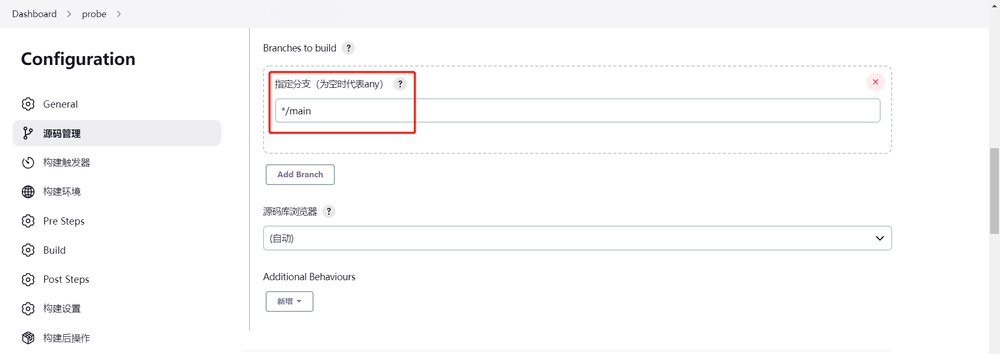 Dashboard > probe >
Configuration
General
源码管理
构建触发器
构建环境
Pre Steps
Build
Post Steps
构建设置
构建后操作
Branches to build ?
指定分支（为空时代表any） ?
*/main
Add Branch
源码库浏览器 ?
(自动)
Additional Behaviours
新增